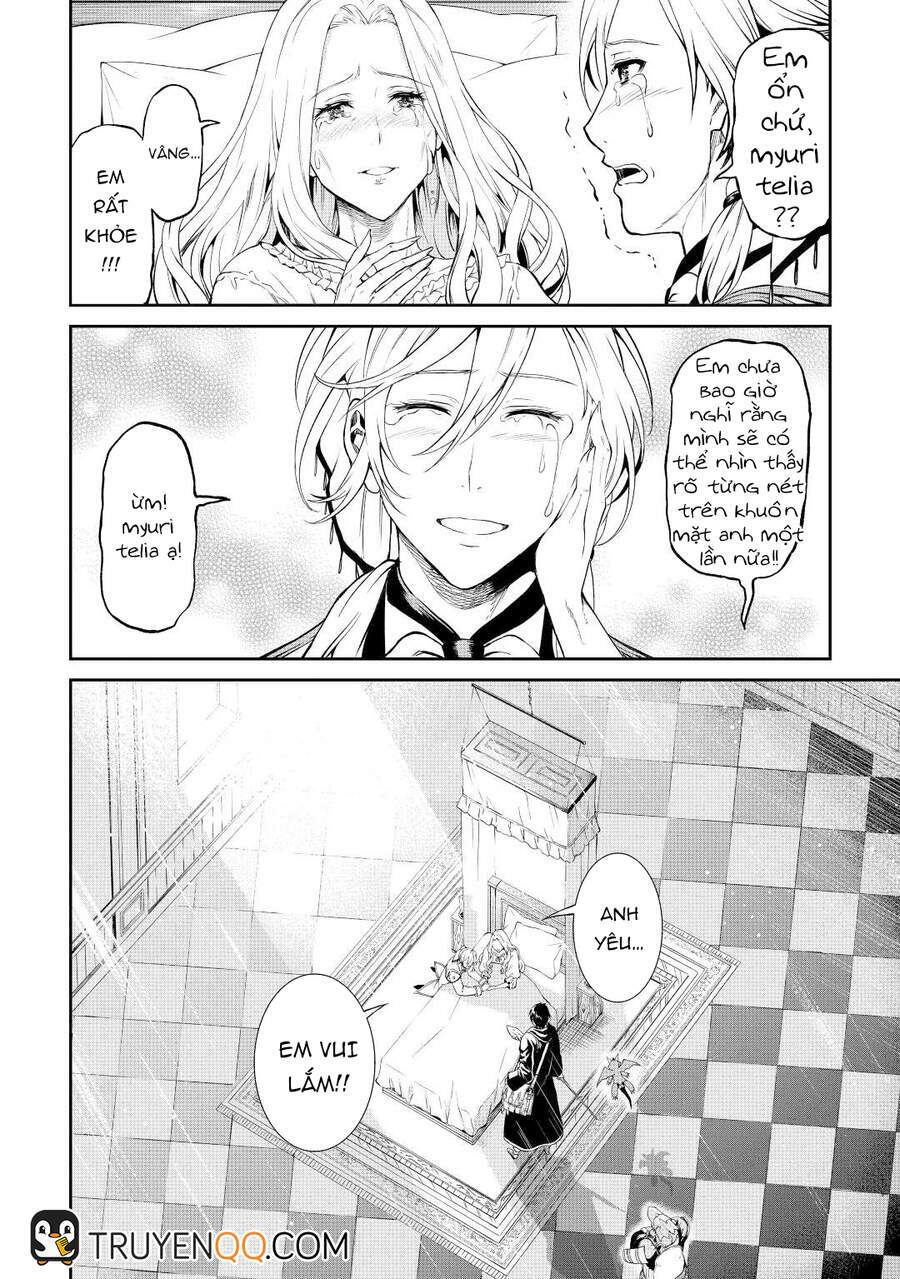 Em
ổn
chứ,
myuri
telia
??
VÂNG...
EM
RẤT
KHỎE
!!!
Em chưa
bao giờ
nghĩ rằng
mình sẽ có
thể nhìn thấy
rõ từng nét
trên khuôn
mặt anh một
lần nữa!!
ừm!
myuri
telia ạ!
ANH
YÊU...
EM VUI
LẮM!!
TRUYENQQ.COM